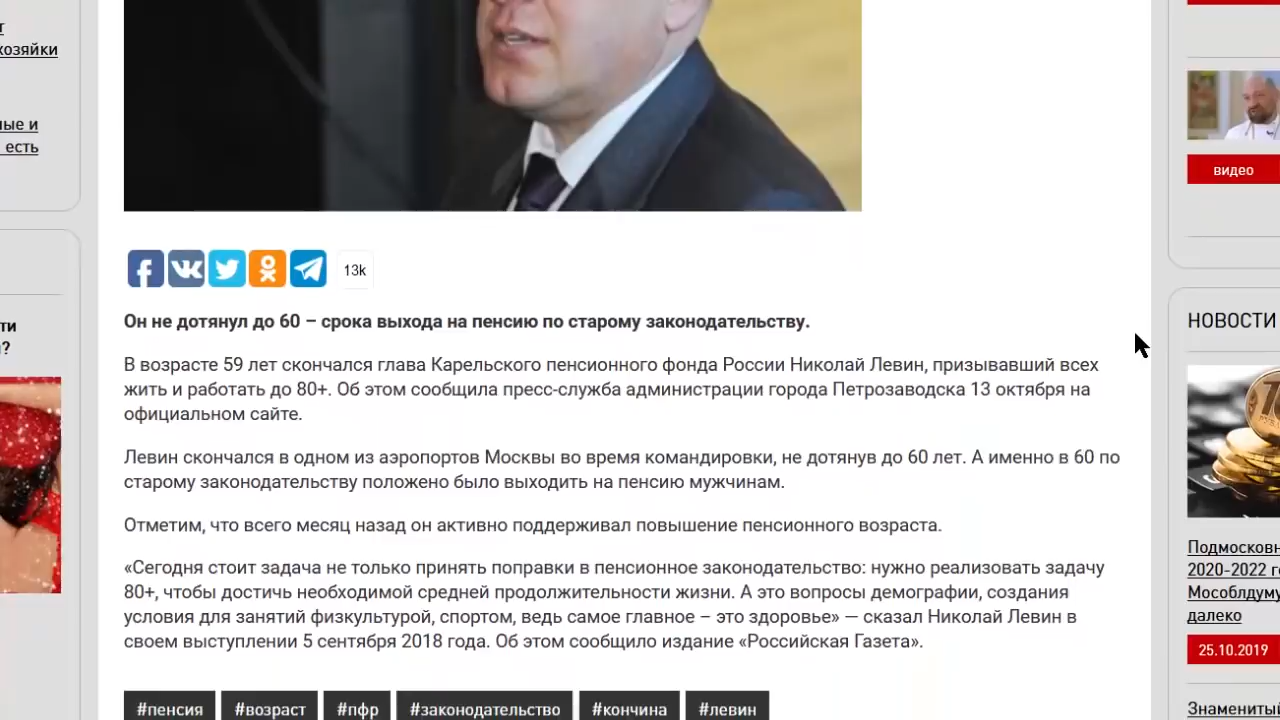 т
хозяйки
ные и
есть
ти
?
13k
Он не дотянул до 60 – срока выхода на пенсию по старому законодательству.
В возрасте 59 лет скончался глава Карельского пенсионного фонда России Николай Левин, призывавший всех
жить и работать до 80+. Об этом сообщила пресс-служба администрации города Петрозаводска 13 октября на
официальном сайте.
Левин скончался в одном из аэропортов Москвы во время командировки, не дотянув до 60 лет. А именно в 60 по
старому законодательству положено было выходить на пенсию мужчинам.
Отметим, что всего месяц назад он активно поддерживал повышение пенсионного возраста.
«Сегодня стоит задача не только принять поправки в пенсионное законодательство: нужно реализовать задачу
80+, чтобы достичь необходимой средней продолжительности жизни. А это вопросы демографии, создания
условия для занятий физкультурой, спортом, ведь самое главное – это здоровье» — сказал Николай Левин в
своем выступлении 5 сентября 2018 года. Об этом сообщило издание «Российская Газета».
#пенсия #возраст #пфр #законодательство #кончина #левин
видео
НОВОСТИ
Подмосковн
2020-2022 г
Мособлдуму
далеко
25.10.2019
Знамениты